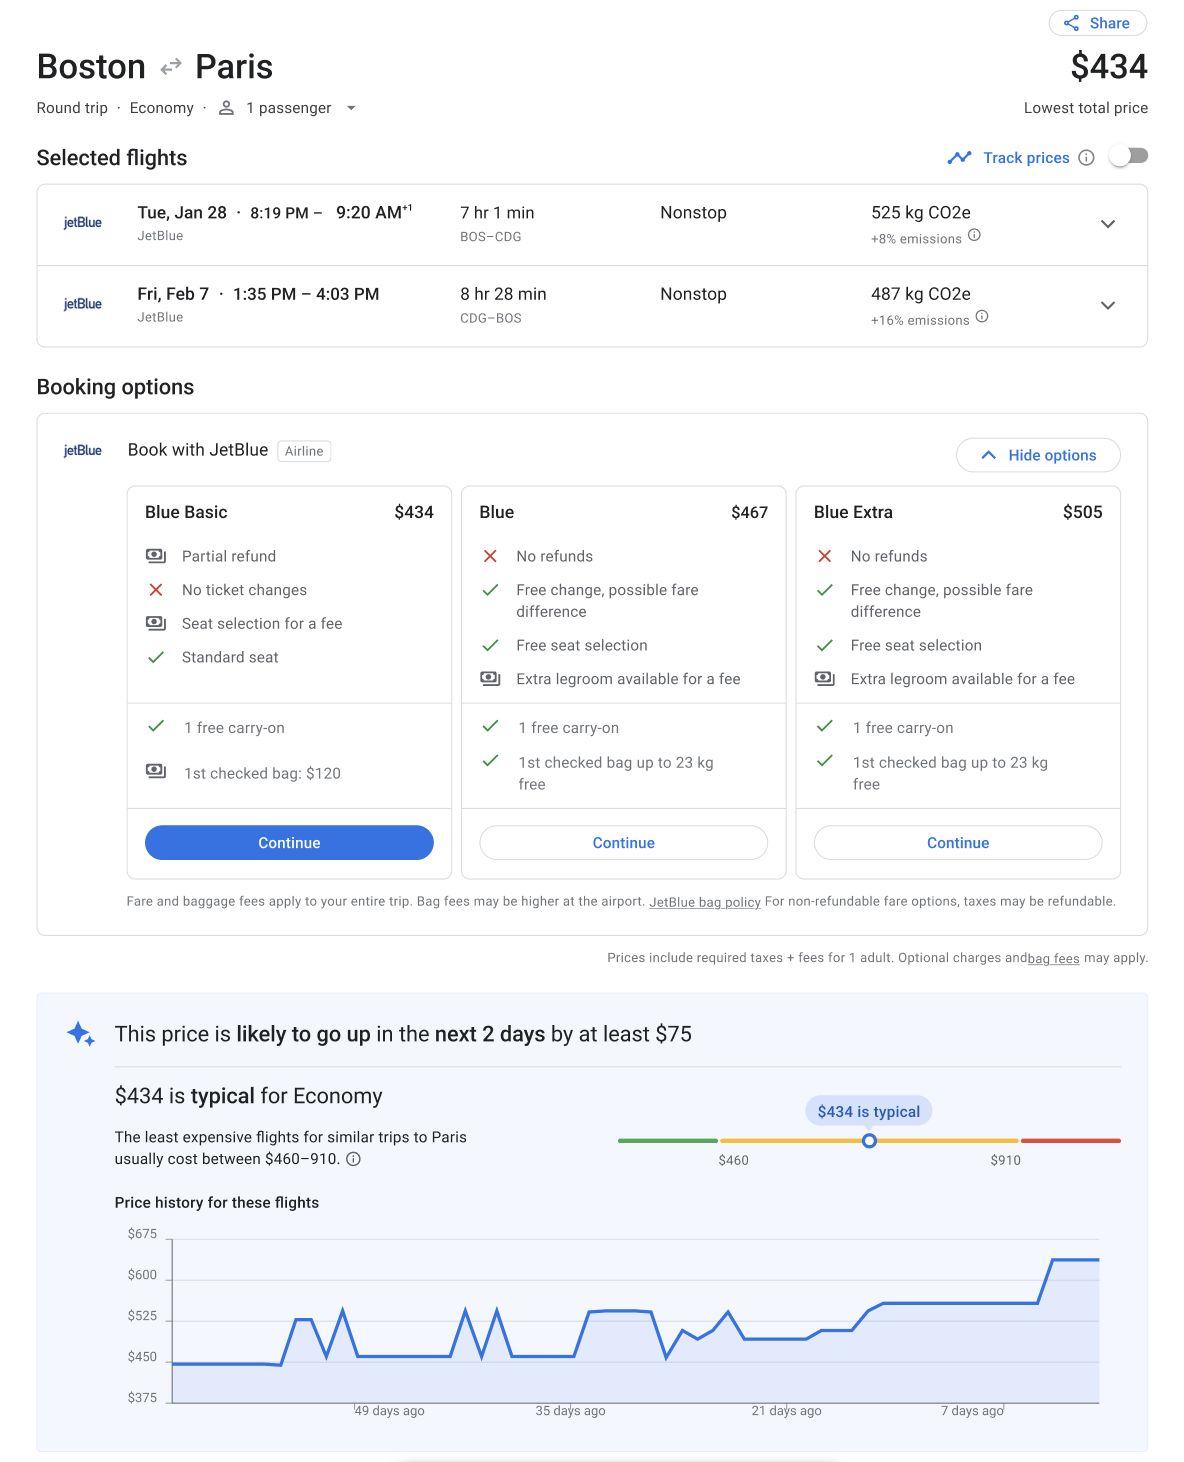 Share
Boston Paris
$434
Round trip · Economy · 1 passenger
Lowest total price
Selected flights
Track prices
jetBlue
Tue, Jan 28 · 8:19 PM – 9:20 AM+1
JetBlue
7 hr 1 min
BOS–CDG
Nonstop
525 kg CO2e
+8% emissions
jetBlue
Fri, Feb 7 · 1:35 PM – 4:03 PM
JetBlue
8 hr 28 min
CDG–BOS
Nonstop
487 kg CO2e
+16% emissions
Booking options
jetBlue
Book with JetBlue Airline
Hide options
Blue Basic $434
Partial refund
No ticket changes
Seat selection for a fee
Standard seat
1 free carry-on
1st checked bag: $120
Continue
Blue $467
No refunds
Free change, possible fare
difference
Free seat selection
Extra legroom available for a fee
1 free carry-on
1st checked bag up to 23 kg
free
Continue
Blue Extra $505
No refunds
Free change, possible fare
difference
Free seat selection
Extra legroom available for a fee
1 free carry-on
1st checked bag up to 23 kg
free
Continue
Fare and baggage fees apply to your entire trip. Bag fees may be higher at the airport. JetBlue bag policy For non-refundable fare options, taxes may be refundable.
Prices include required taxes + fees for 1 adult. Optional charges and bag fees may apply.
This price is likely to go up in the next 2 days by at least $75
$434 is typical for Economy
The least expensive flights for similar trips to Paris
usually cost between $460–910.
$434 is typical
$460
$910
Price history for these flights
$675
$600
$525
$450
$375
49 days ago
35 days ago
21 days ago
7 days ago